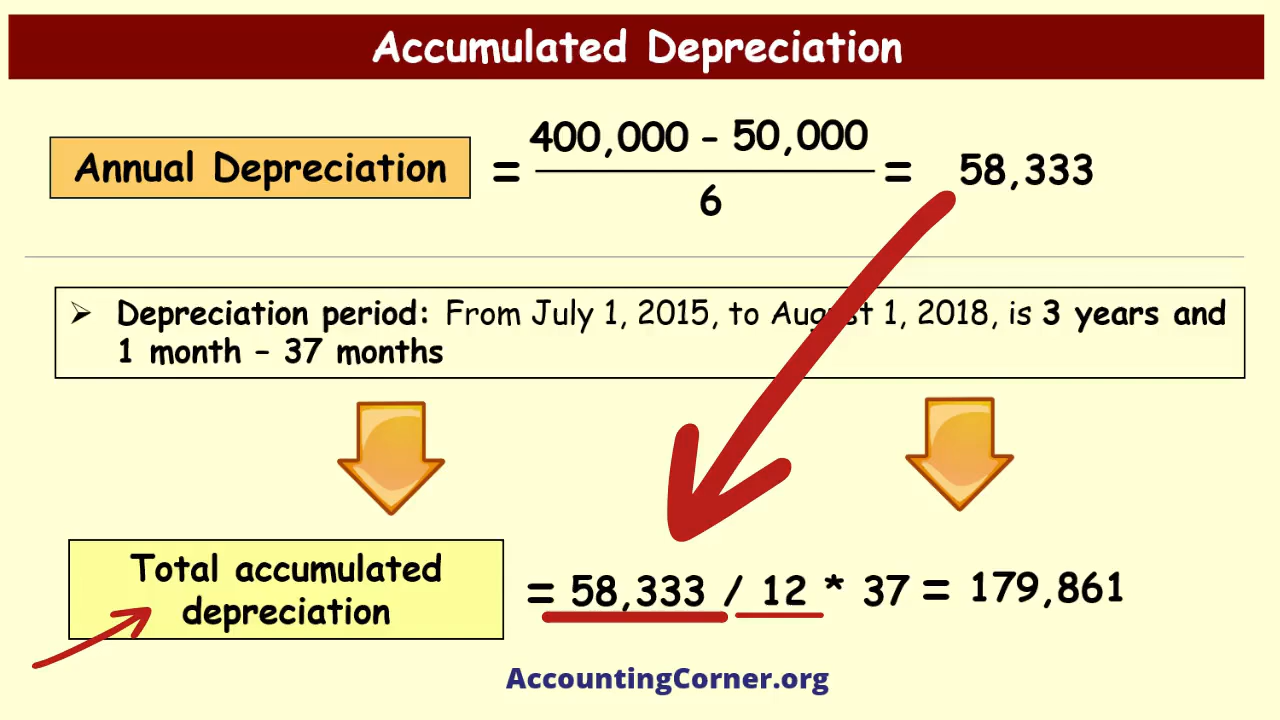 Accumulated Depreciation
Annual Depreciation = 400,000 - 50,000 = 58,333
6
➢ Depreciation period: From July 1, 2015, to August 1, 2018, is 3 years and
1 month – 37 months
Total accumulated
depreciation
= 58,333 / 12 * 37 = 179,861
AccountingCorner.org